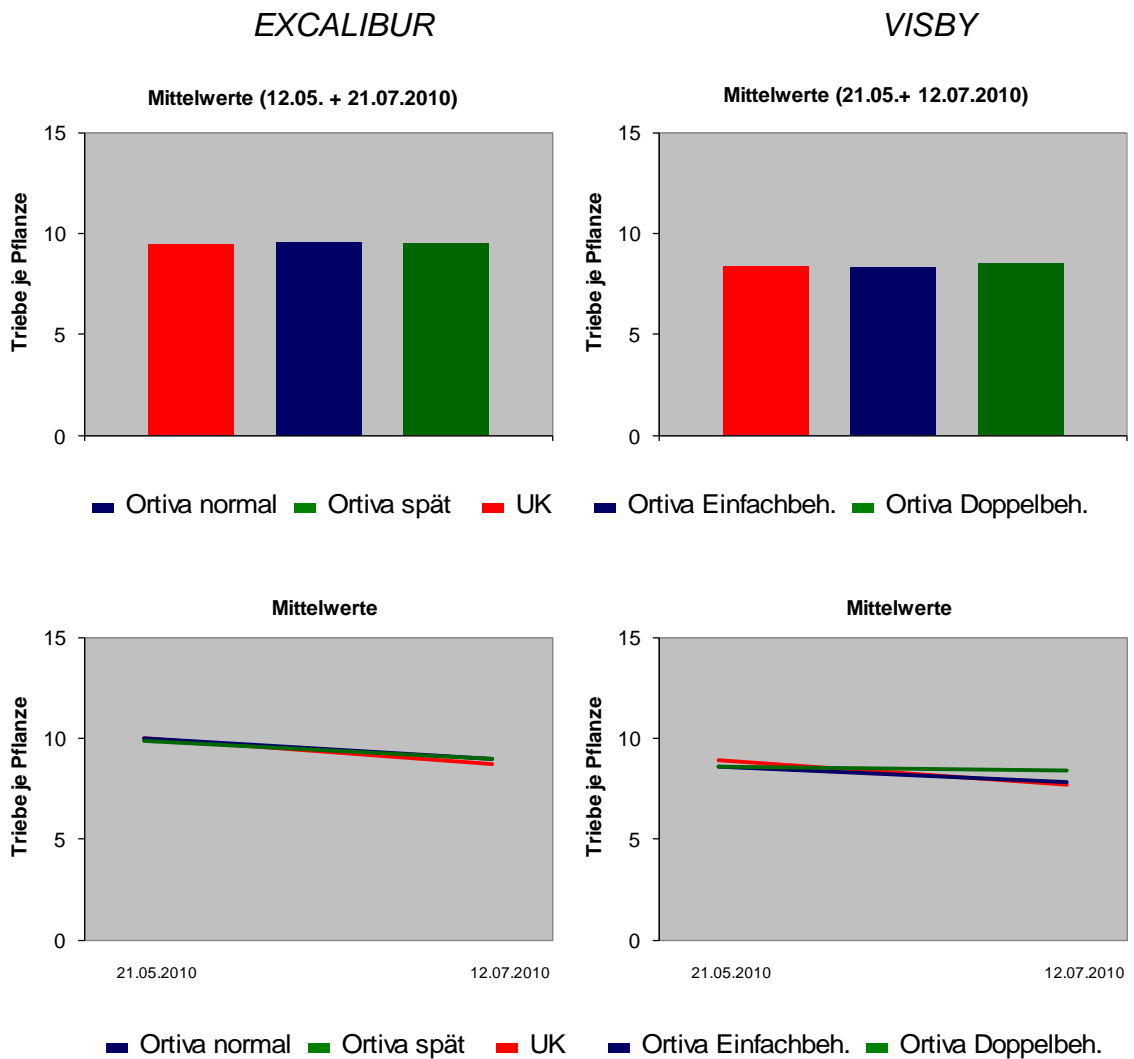 EXCALIBUR
VISBY
Mittelwerte (12.05. + 21.07.2010)
Mittelwerte (21.05.+ 12.07.2010)
Triebe je Pflanze
15
10
5
0
Triebe je Pflanze
15
10
5
0
Ortiva normal Ortiva spät UK Ortiva Einfachbeh. Ortiva Doppelbeh.
Mittelwerte
Mittelwerte
Triebe je Pflanze
15
10
5
0
21.05.2010 12.07.2010
Triebe je Pflanze
15
10
5
0
21.05.2010 12.07.2010
Ortiva normal Ortiva spät UK Ortiva Einfachbeh. Ortiva Doppelbeh.